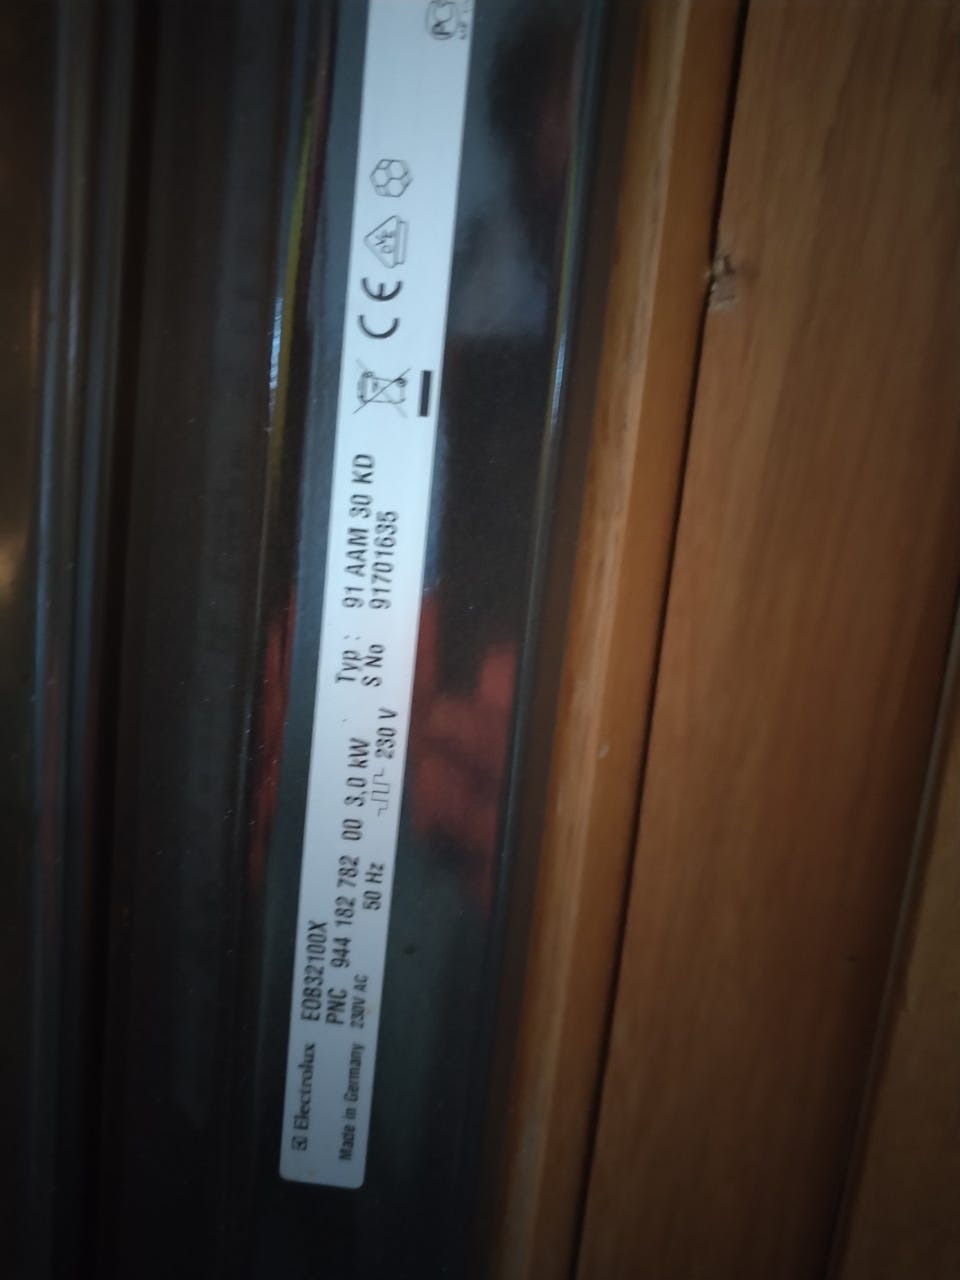 Electrolux EOB32100X
PNC 944 182 782 00 3,0 kW Typ : 91 AAM 30 KD
Made in Germany 230V AC 50 Hz 230 V S No 91701635
CE